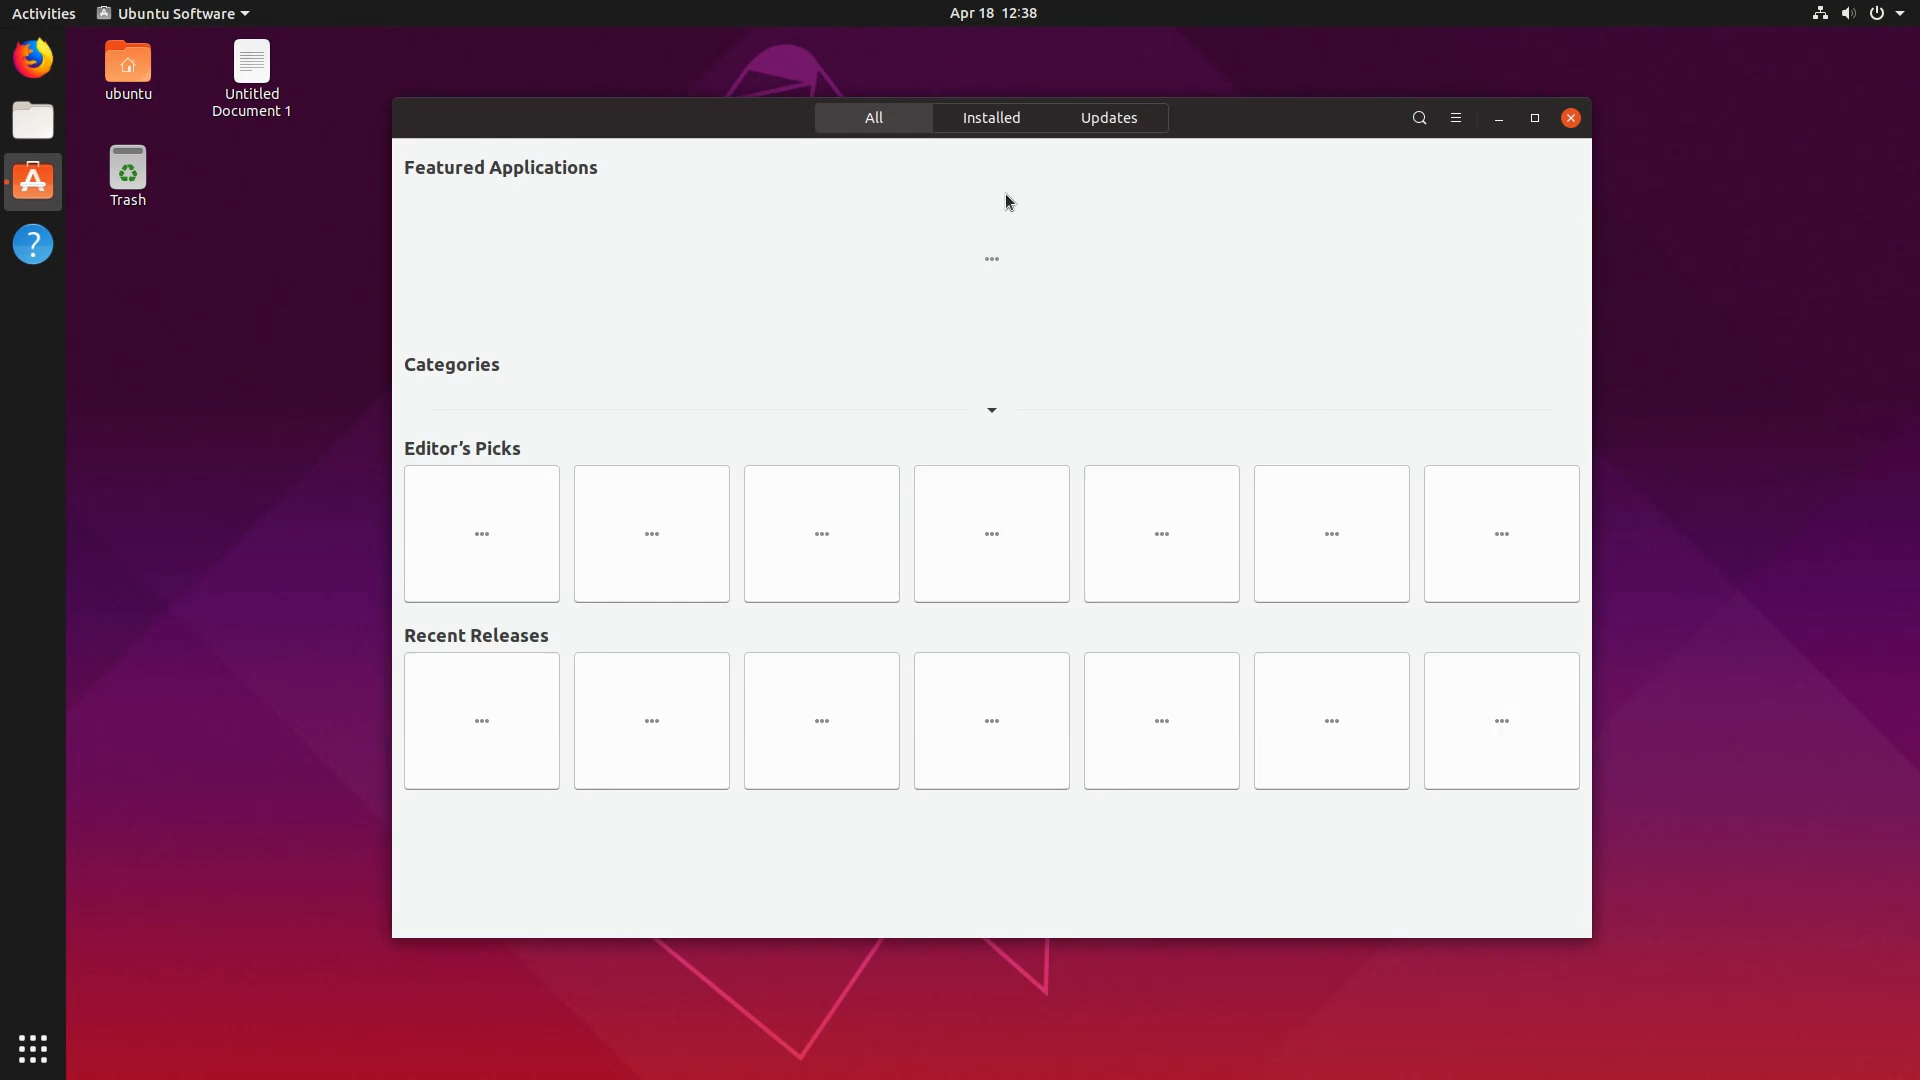 Activities
Ubuntu Software
Apr 18 12:38
ubuntu
Untitled
Document 1
Trash
All
Installed
Updates
Featured Applications
Categories
Editor’s Picks
Recent Releases